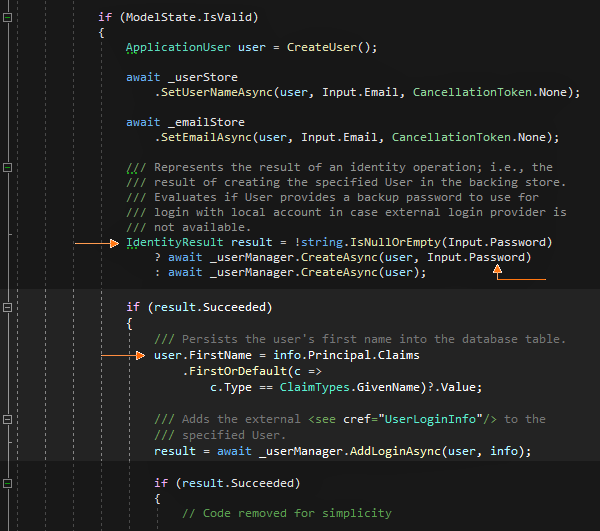 if (ModelState.IsValid)
{
ApplicationUser user = CreateUser();
await _userStore
.SetUserNameAsync(user, Input.Email, CancellationToken.None);
await _emailStore
.SetEmailAsync(user, Input.Email, CancellationToken.None);
/// Represents the result of an identity operation; i.e., the
/// result of creating the specified User in the backing store.
/// Evaluates if User provides a backup password to use for
/// login with local account in case external login provider is
/// not available.
IdentityResult result = !string.IsNullOrEmpty(Input.Password)
? await _userManager.CreateAsync(user, Input.Password)
: await _userManager.CreateAsync(user);
if (result.Succeeded)
{
/// Persists the user's first name into the database table.
user.FirstName = info.Principal.Claims
.FirstOrDefault(c =>
c.Type == ClaimTypes.GivenName)?.Value;
/// Adds the external <see cref="UserLoginInfo"/> to the
/// specified User.
result = await _userManager.AddLoginAsync(user, info);
if (result.Succeeded)
{
// Code removed for simplicity